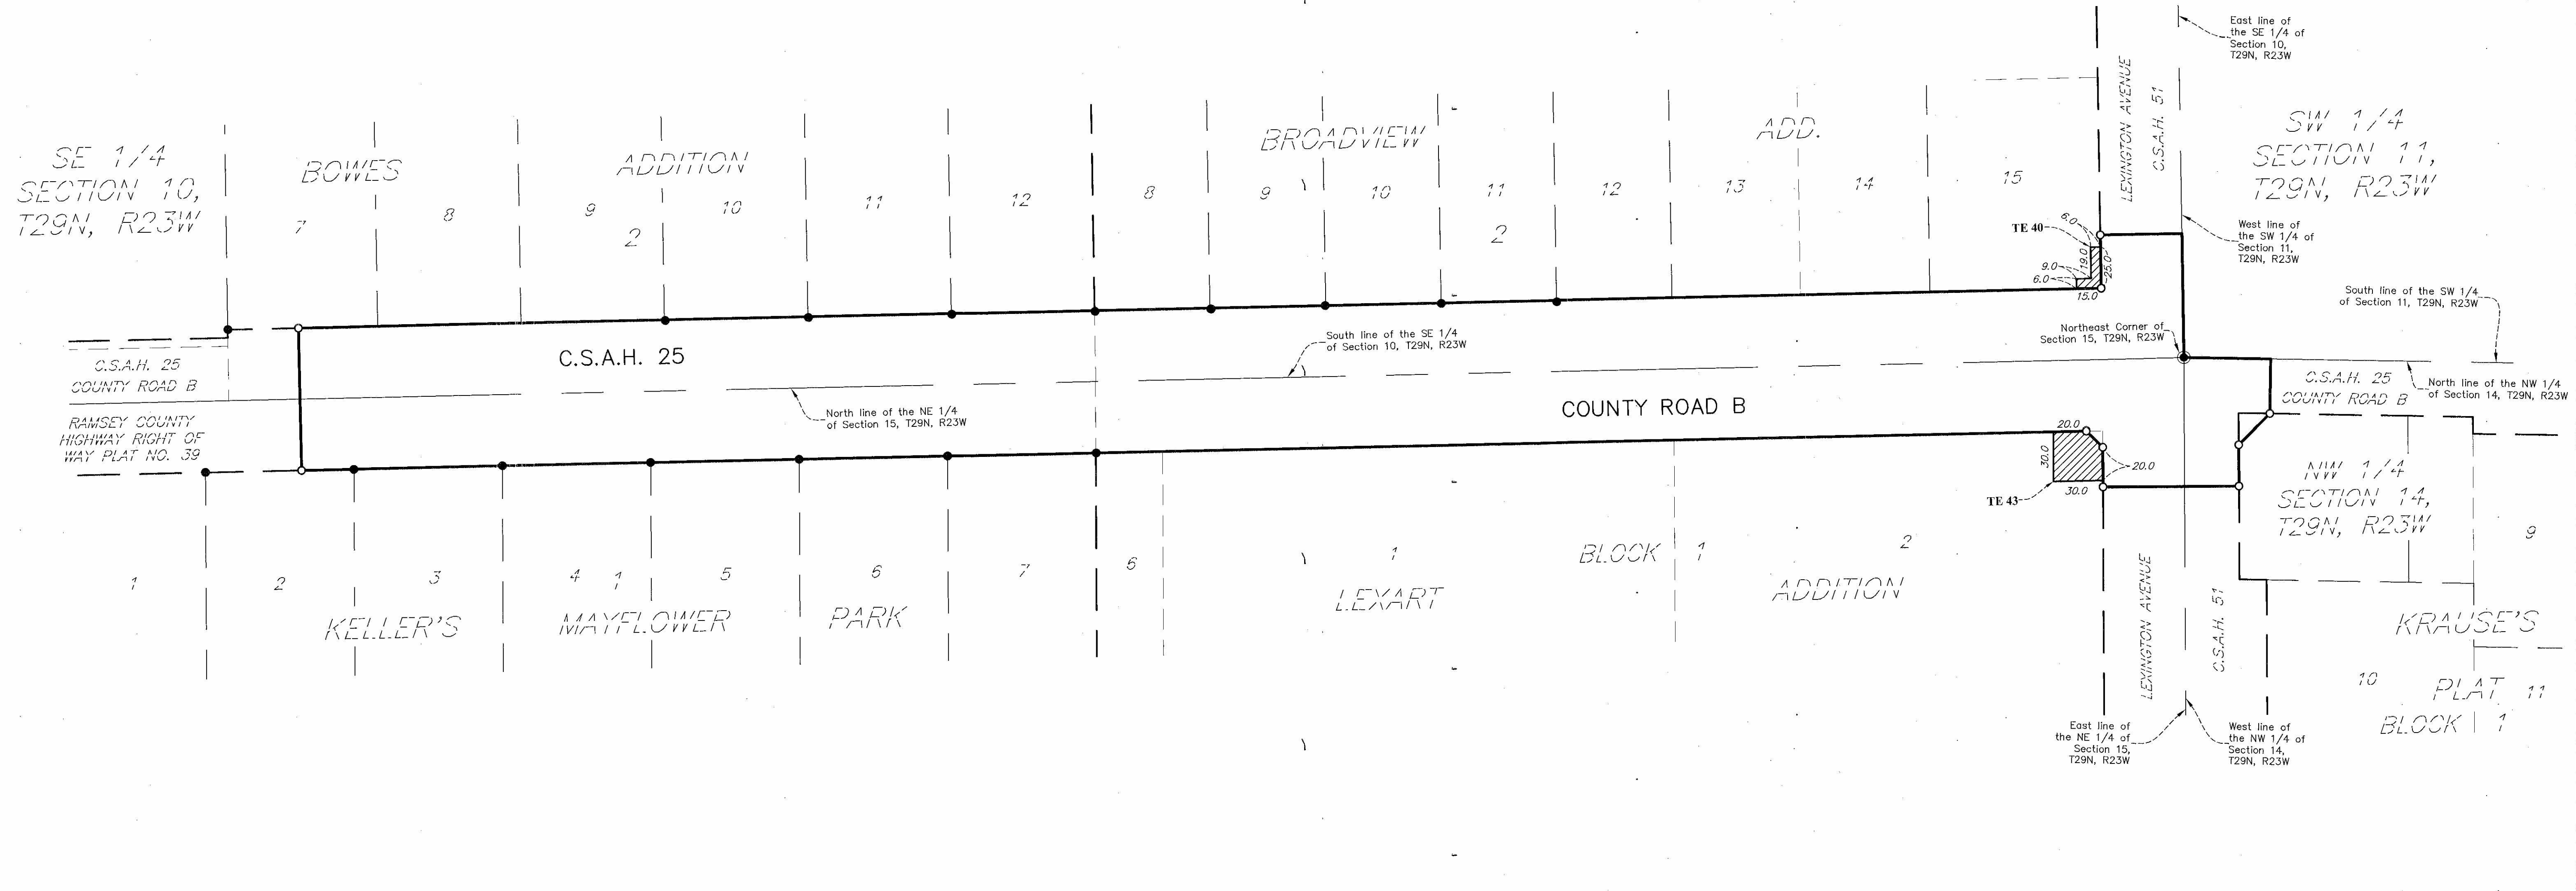 East line of
the SE 1/4 of
Section 10,
T29N, R23W
LEXINGTON AVENUE
C.S.A.H. 51
SE 1/4
SECTION 10,
T29N, R23W
BOWES
ADDITION
BROADVIEW
ADD.
SW 1/4
SECTION 11,
T29N, R23W
7
8
9
10
11
12
8
9
10
11
12
13
14
15
2
2
TE 40
6.0
19.0
25.0
9.0
6.0
15.0
West line of
the SW 1/4 of
Section 11,
T29N, R23W
South line of the SW 1/4
of Section 11, T29N, R23W
Northeast Corner of
Section 15, T29N, R23W
South line of the SE 1/4
of Section 10, T29N, R23W
C.S.A.H. 25
C.S.A.H. 25
COUNTY ROAD B
RAMSEY COUNTY
HIGHWAY RIGHT OF
WAY PLAT NO. 39
North line of the NE 1/4
of Section 15, T29N, R23W
COUNTY ROAD B
C.S.A.H. 25
COUNTY ROAD B
North line of the NW 1/4
of Section 14, T29N, R23W
20.0
30.0
20.0
30.0
TE 43
NW 1/4
SECTION 14,
T29N, R23W
9
1
2
3
4
1
5
6
7
6
1
BLOCK 1
2
KELLER'S
MAYFLOWER
PARK
LEXART
ADDITION
LEXINGTON AVENUE
C.S.A.H. 51
KRAUSE'S
10
PLAT
11
BLOCK 1
East line of
the NE 1/4 of
Section 15,
T29N, R23W
West line of
the NW 1/4 of
Section 14,
T29N, R23W